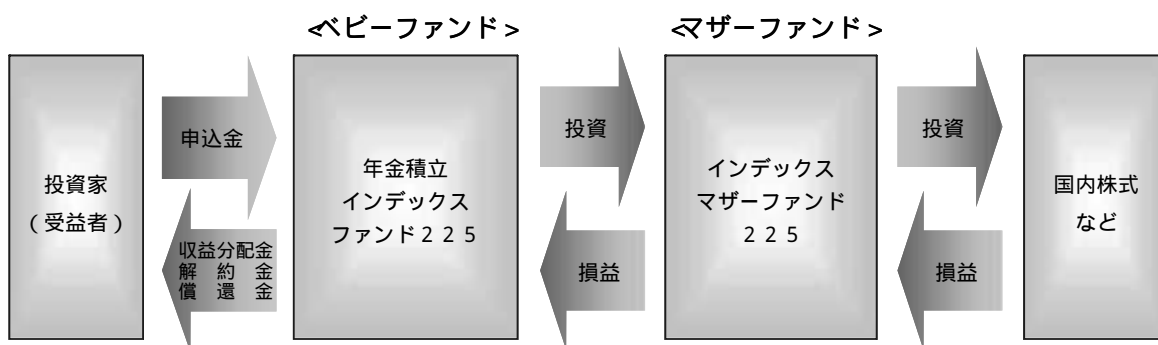 <ベビーファンド>
<マザーファンド>
投資家
(受益者)
申込金
収益分配金
解約金
償還金
年金積立
インデックス
ファンド225
投資
損益
インデックス
マザーファンド
225
投資
損益
国内株式
など